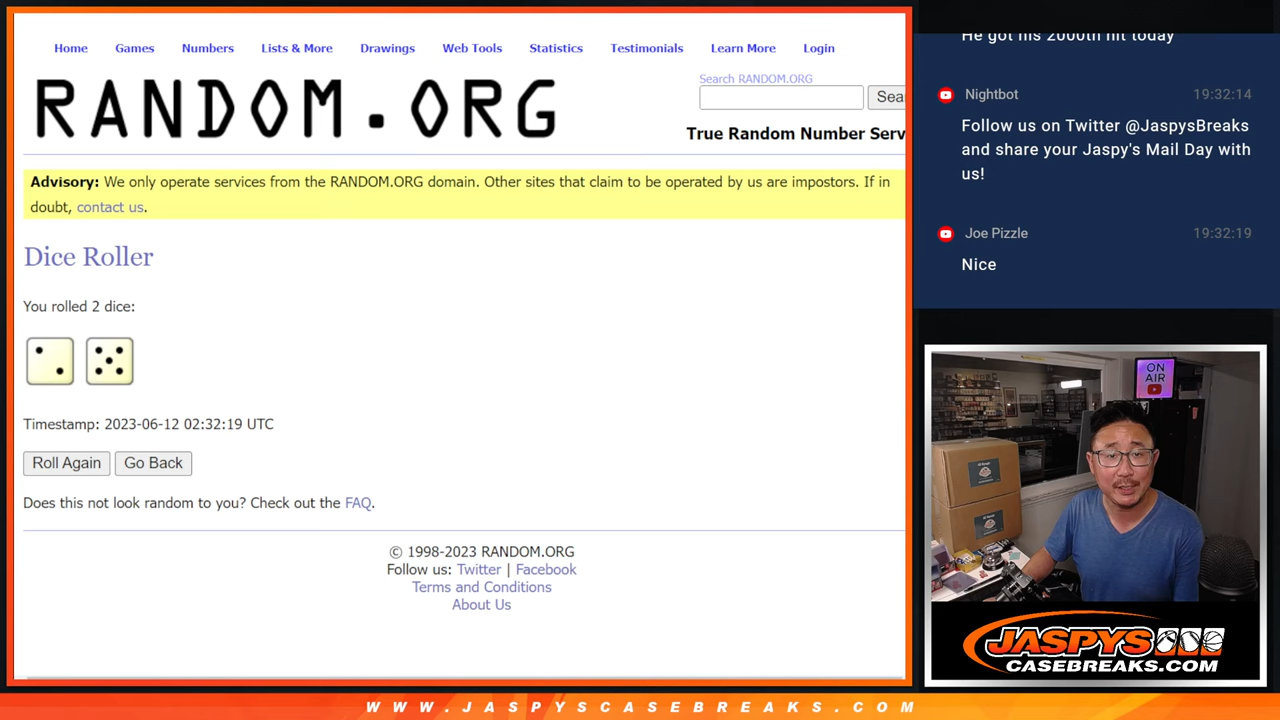 Home Games Numbers Lists & More Drawings Web Tools Statistics Testimonials Learn More Login
RANDOM.ORG
Search RANDOM.ORG
Sear
True Random Number Serv
Advisory: We only operate services from the RANDOM.ORG domain. Other sites that claim to be operated by us are impostors. If in
doubt, contact us.
Dice Roller
You rolled 2 dice:
Timestamp: 2023-06-12 02:32:19 UTC
Roll Again Go Back
Does this not look random to you? Check out the FAQ.
© 1998-2023 RANDOM.ORG
Follow us: Twitter | Facebook
Terms and Conditions
About Us
He got his 2000th hit today
Nightbot 19:32:14
Follow us on Twitter @JaspysBreaks
and share your Jaspy's Mail Day with
us!
Joe Pizzle 19:32:19
Nice
ON
AIR
JASPYS
CASEBREAKS.COM
WWW.JASPYSCASEBREAKS.COM